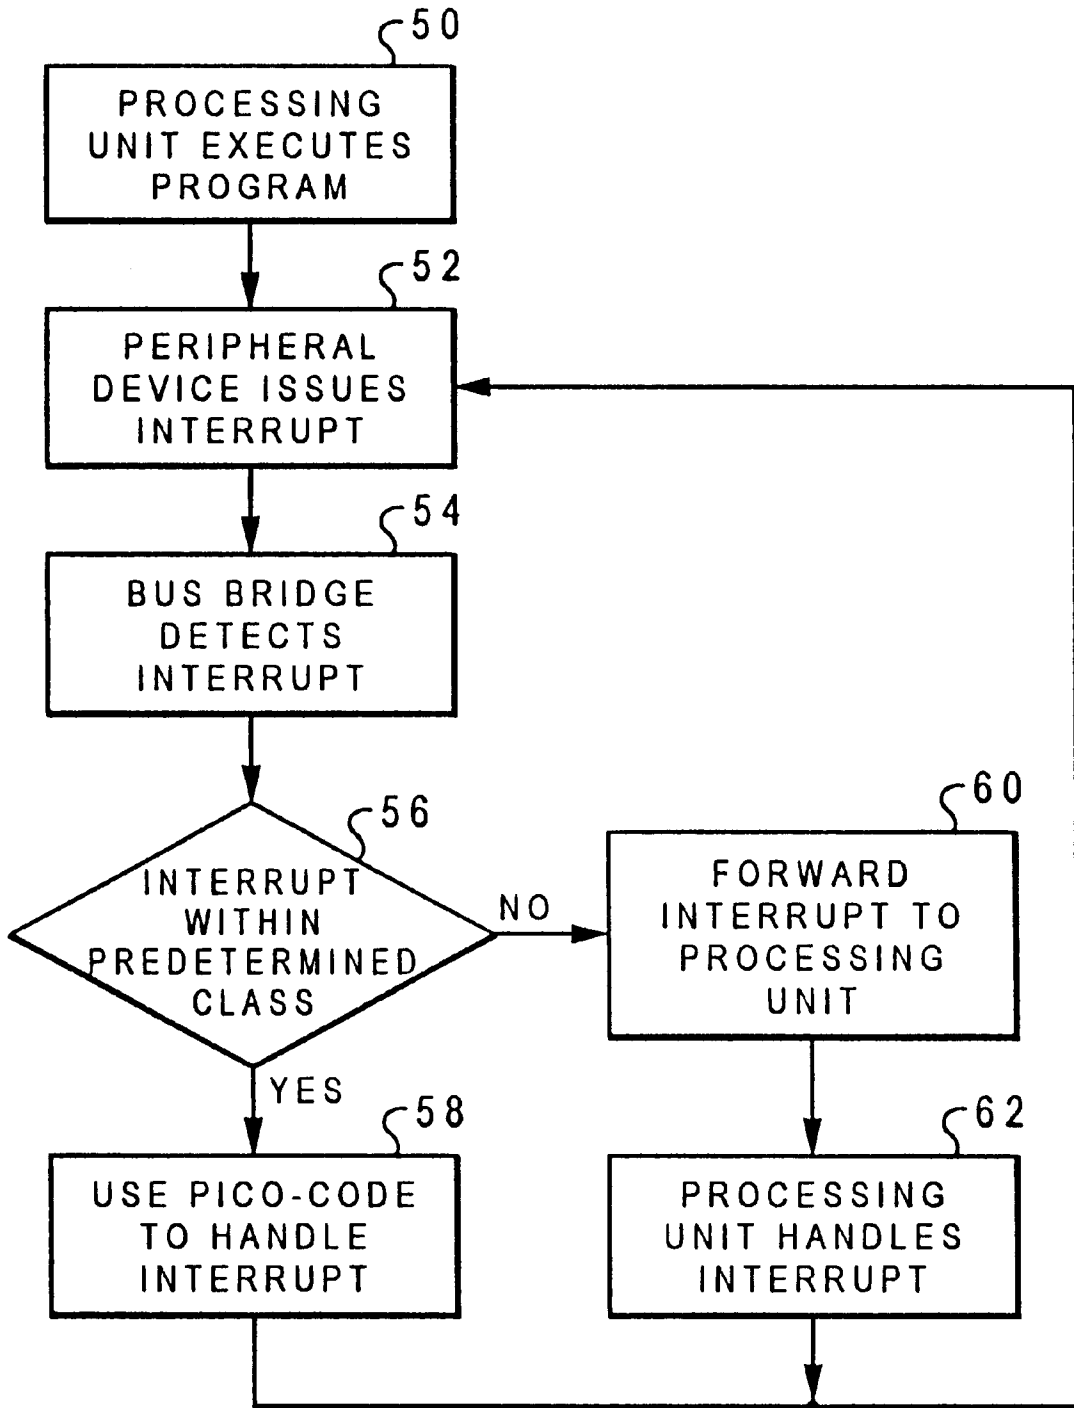 50
PROCESSING
UNIT EXECUTES
PROGRAM
52
PERIPHERAL
DEVICE ISSUES
INTERRUPT
54
BUS BRIDGE
DETECTS
INTERRUPT
56
INTERRUPT
WITHIN
PREDETERMINED
CLASS
NO
YES
60
FORWARD
INTERRUPT TO
PROCESSING
UNIT
58
USE PICO-CODE
TO HANDLE
INTERRUPT
62
PROCESSING
UNIT HANDLES
INTERRUPT